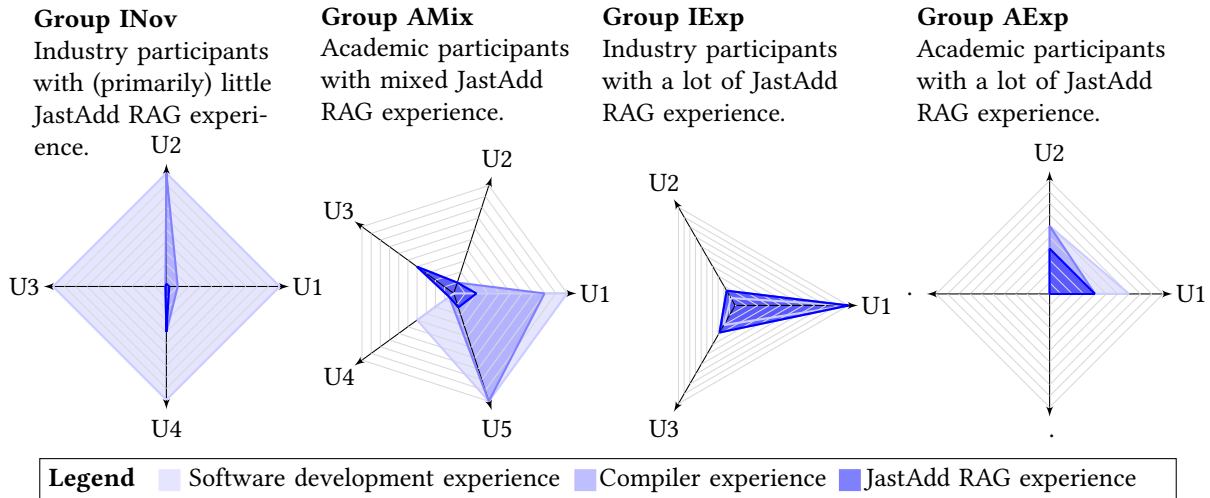 Group INov
Industry participants
with (primarily) little
JastAdd RAG experi-
ence.
U2
U3
U1
U4
Group AMix
Academic participants
with mixed JastAdd
RAG experience.
U2
U3
U1
U4
U5
Group IExp
Industry participants
with a lot of JastAdd
RAG experience.
U2
U1
U3
Group AExp
Academic participants
with a lot of JastAdd
RAG experience.
U2
.
U1
.
Legend Software development experience Compiler experience JastAdd RAG experience